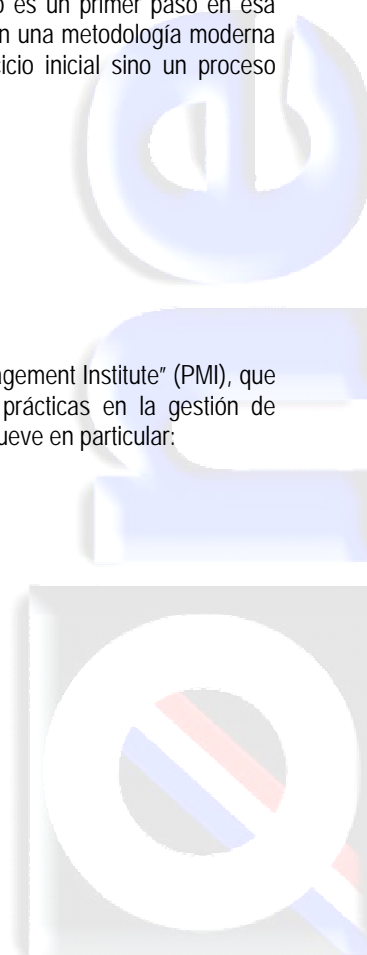 o es un primer paso en esa
n una metodología moderna
cicio inicial sino un proceso
agement Institute” (PMI), que
prácticas en la gestión de
ueve en particular:
Q
n
e